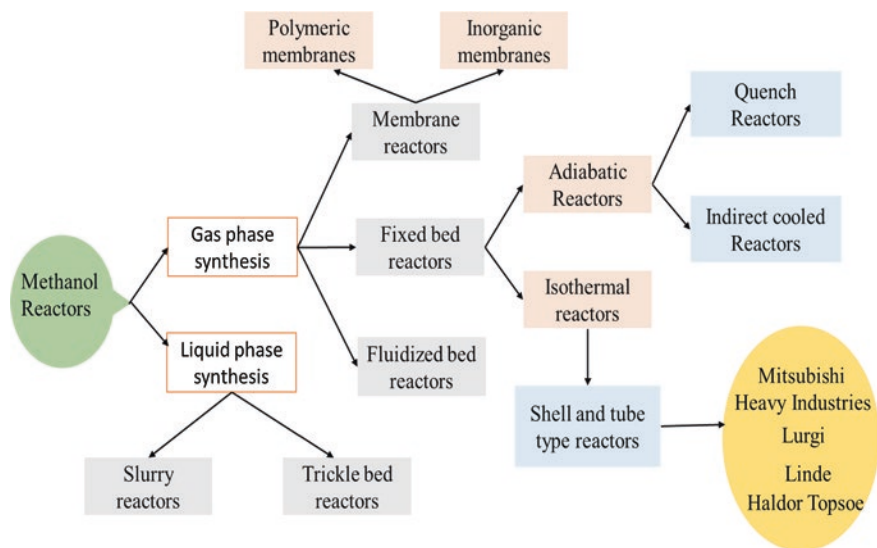 Polymeric
membranes
Inorganic
membranes
Membrane
reactors
Quench
Reactors
Adiabatic
Reactors
Indirect cooled
Reactors
Gas phase
synthesis
Fixed bed
reactors
Methanol
Reactors
Isothermal
reactors
Liquid phase
synthesis
Fluidized bed
reactors
Shell and tube
type reactors
Mitsubishi
Heavy Industries
Lurgi
Linde
Haldor Topsoe
Slurry
reactors
Trickle bed
reactors